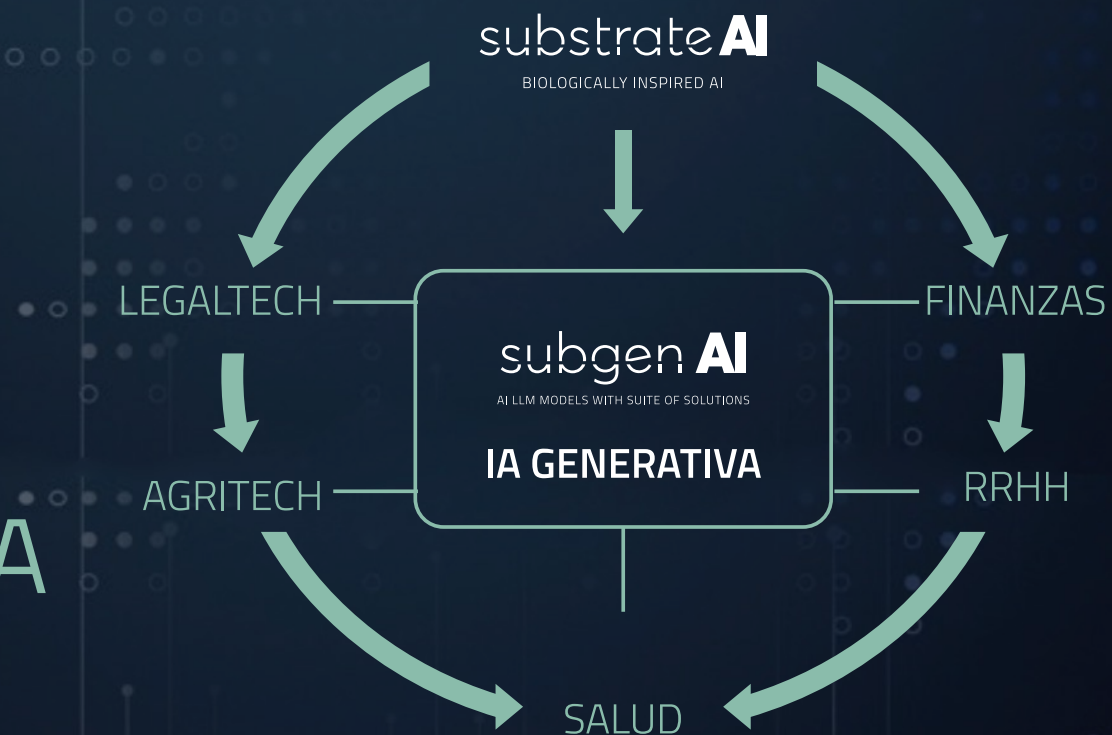 substrate AI
BIOLOGICALLY INSPIRED AI
LEGALTECH
FINANZAS
subgen AI
AI LLM MODELS WITH SUITE OF SOLUTIONS
IA GENERATIVA
AGRITECH
RRHH
A
SALUD